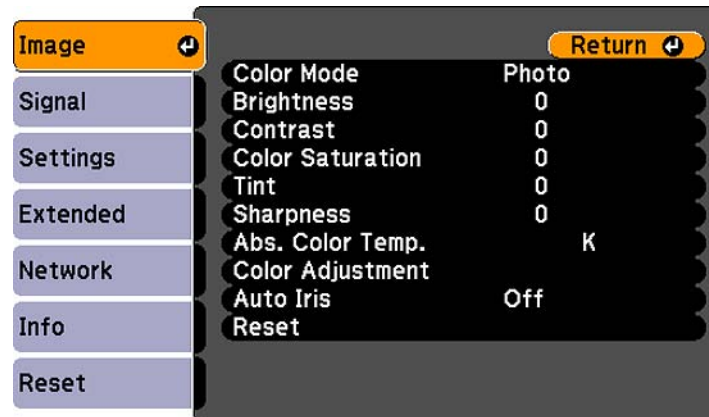 Image
Signal
Settings
Extended
Network
Info
Reset
Return
Color Mode Photo
Brightness 0
Contrast 0
Color Saturation 0
Tint 0
Sharpness 0
Abs. Color Temp. K
Color Adjustment
Auto Iris Off
Reset